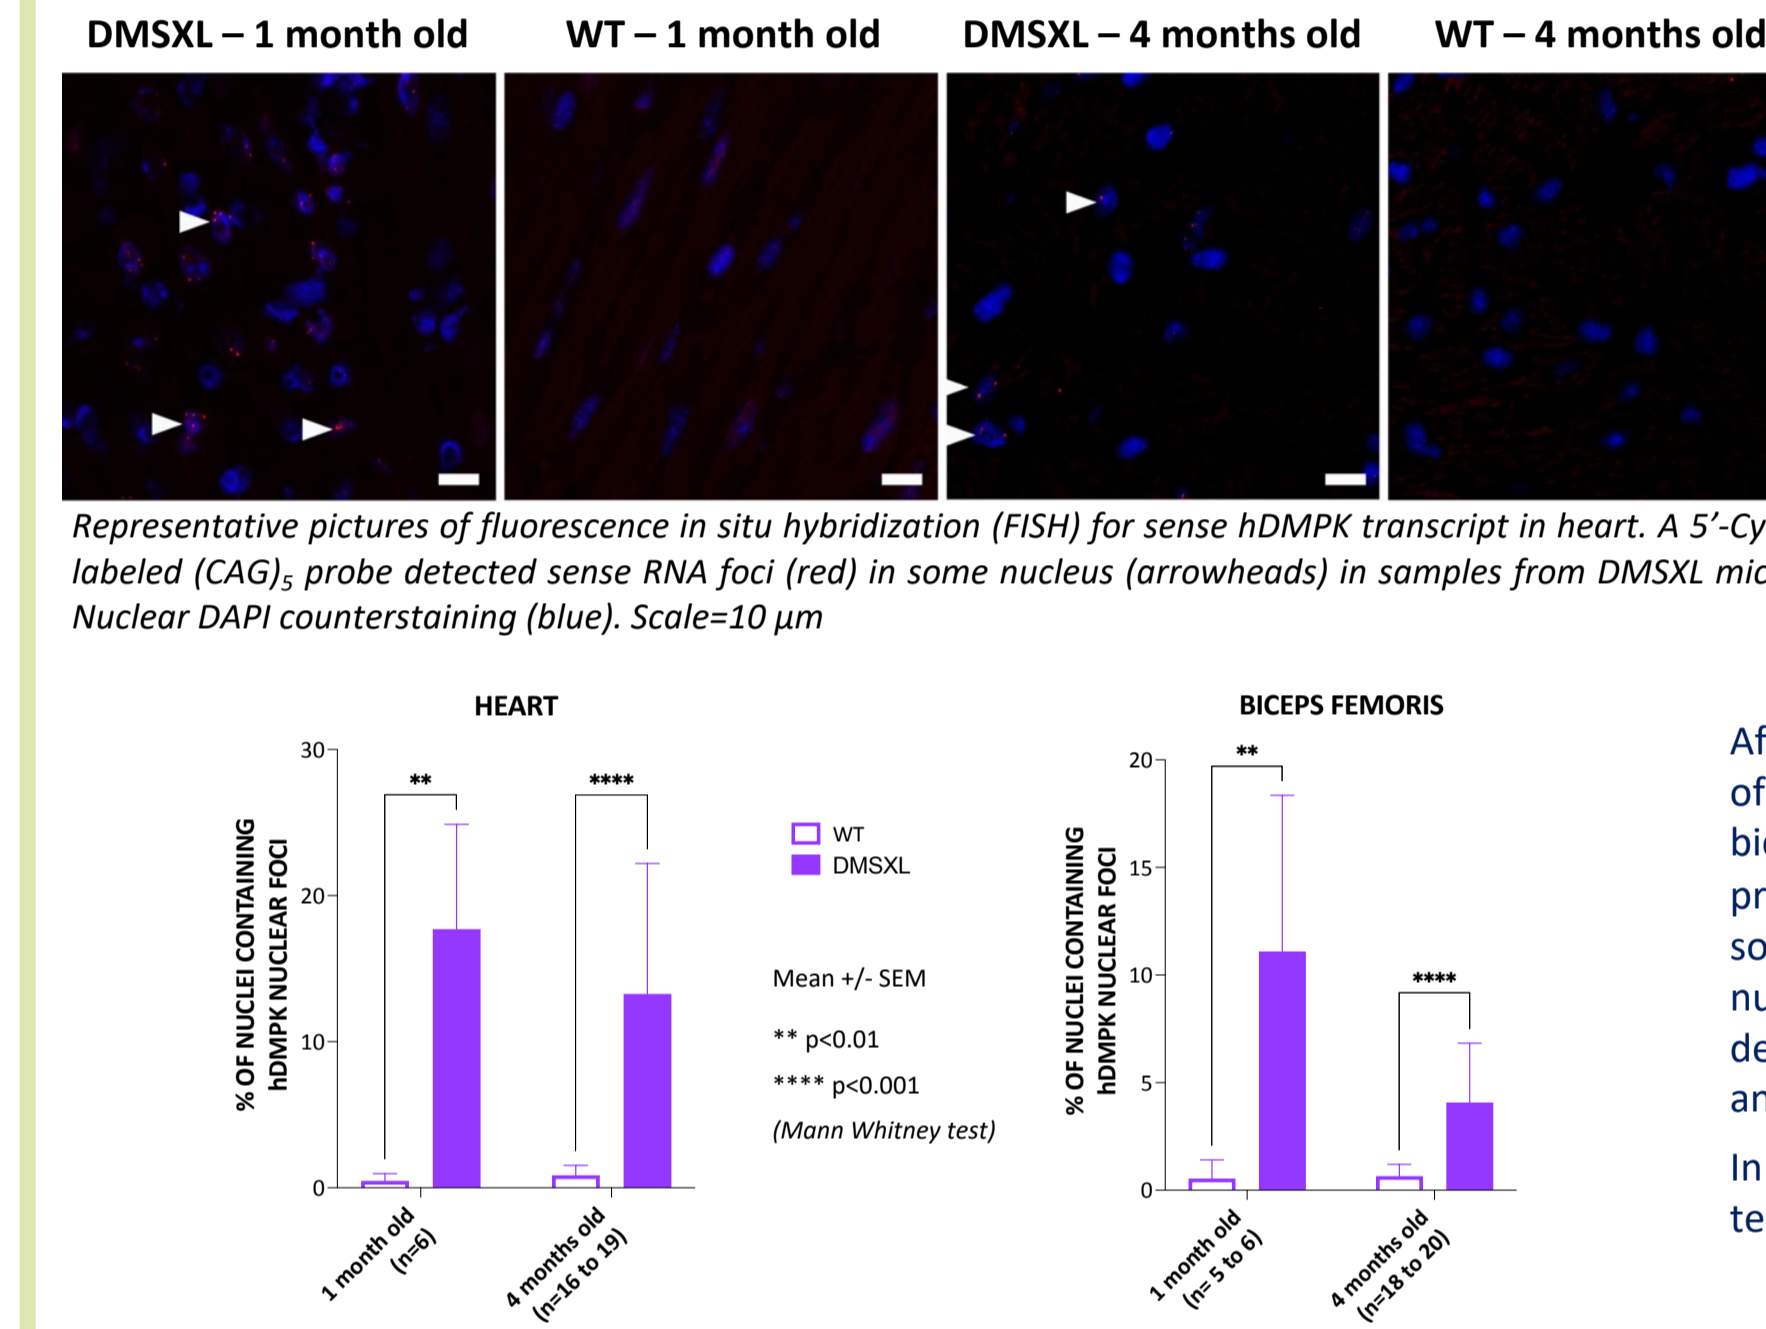 DMSXL – 1 month old
WT – 1 month old
DMSXL – 4 months old
WT – 4 months old
Representative pictures of fluorescence in situ hybridization (FISH) for sense hDMPK transcript in heart. A 5’-Cy
labeled (CAG)₅ probe detected sense RNA foci (red) in some nucleus (arrowheads) in samples from DMSXL mic
Nuclear DAPI counterstaining (blue). Scale=10 µm
HEART
% OF NUCLEI CONTAINING
hDMPK NUCLEAR FOCI
30
20
10
0
**
****
1 month old
(n=6)
4 months old
(n=16 to 19)
WT
DMSXL
Mean +/- SEM
** p<0.01
**** p<0.001
(Mann Whitney test)
BICEPS FEMORIS
% OF NUCLEI CONTAINING
hDMPK NUCLEAR FOCI
20
15
10
5
0
**
****
1 month old
(n= 5 to 6)
4 months old
(n=18 to 20)
Af
of
bi
pr
so
nu
de
an
In
te